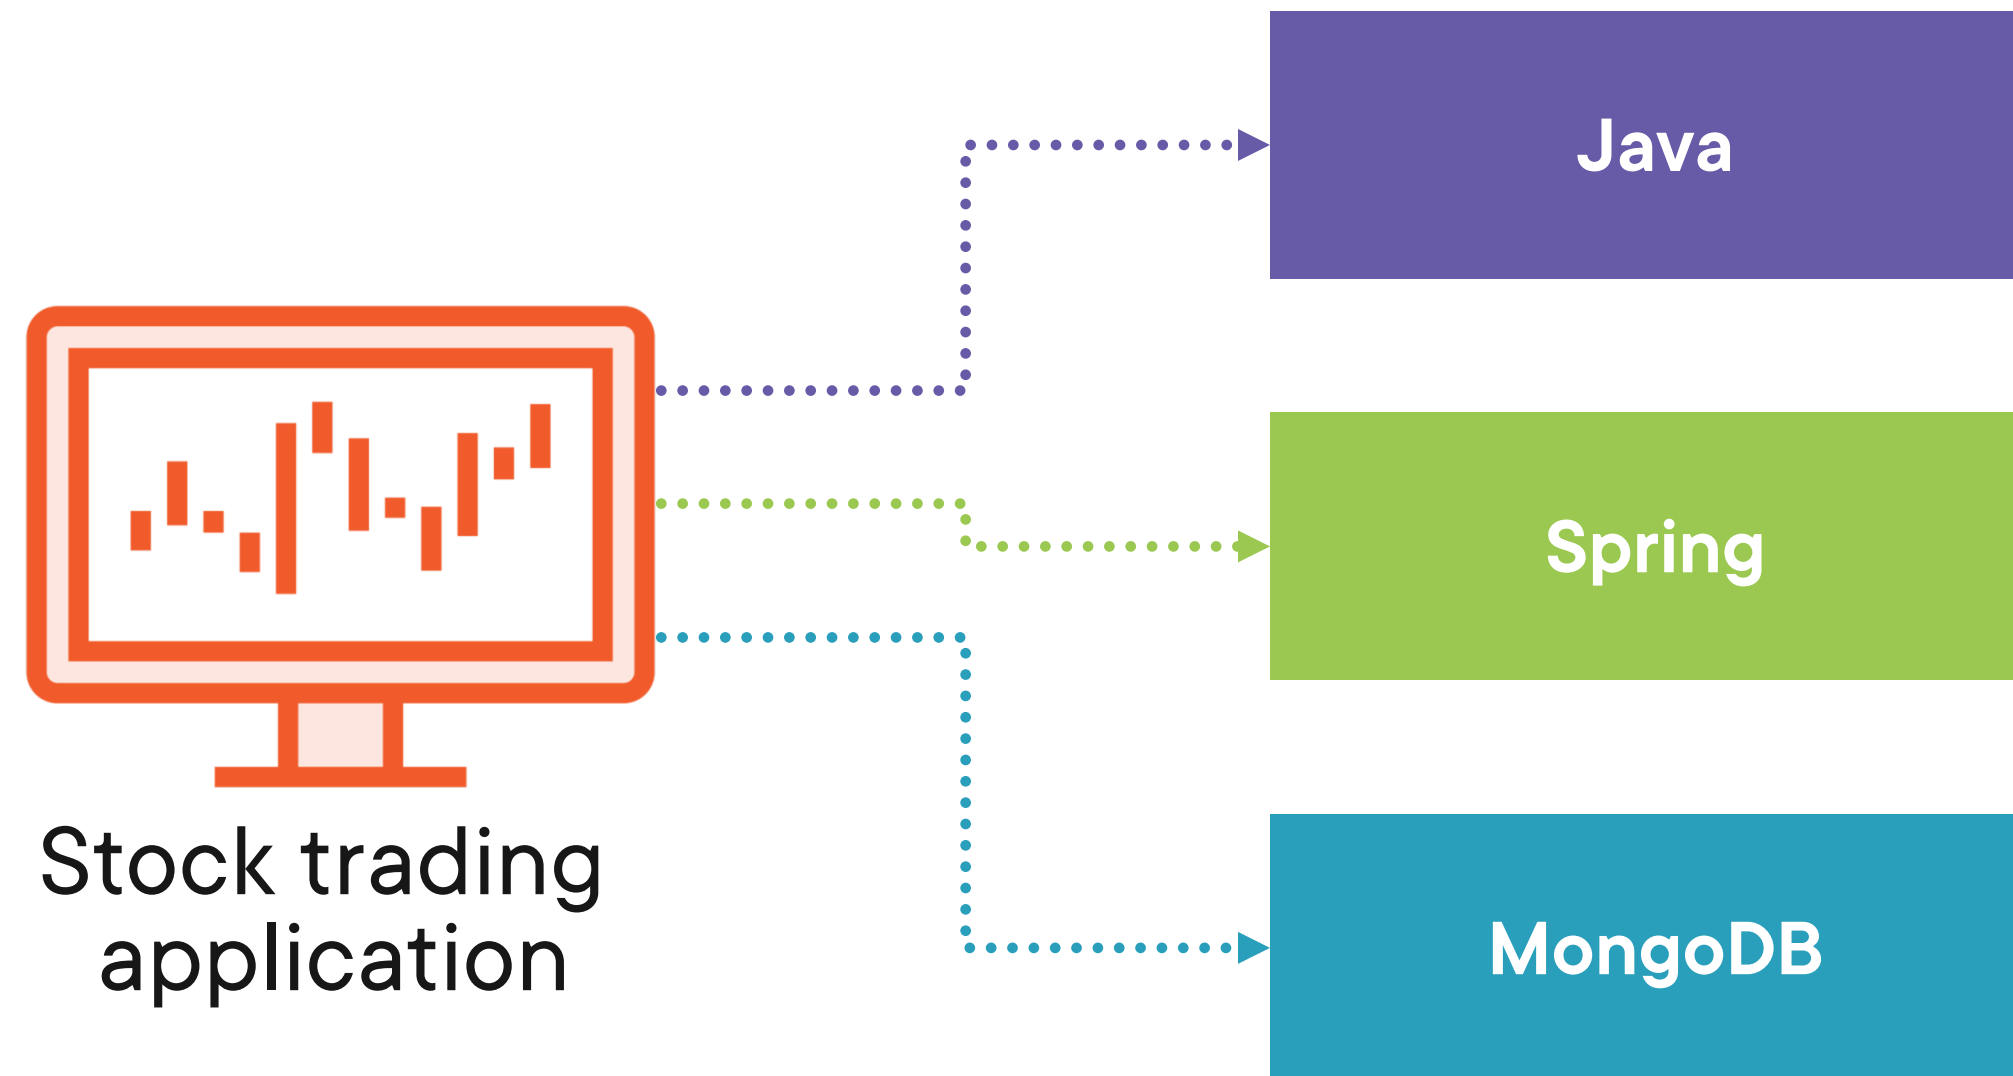 Java
Spring
MongoDB
Stock trading
application